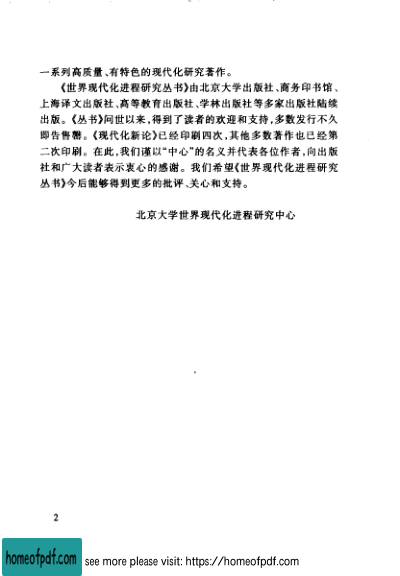 一系列高质量、有特色的现代化研究著作。
《世界现代化进程研究丛书》由北京大学出版社、商务印书馆、
上海译文出版社、高等教育出版社、学林出版社等多家出版社陆续
出版。《丛书》问世以来,得到了读者的欢迎和支持,多数发行不久
即告售罄。《现代化新论》已经印刷四次,其他多数著作也已经第
二次印刷。在此,我们谨以“中心”的名义并代表各位作者,向出版
社和广大读者表示衷心的感谢。我们希望《世界现代化进程研究
丛书》今后能够得到更多的批评、关心和支持。
北京大学世界现代化进程研究中心
2
homeofpdf.com
see more please visit: https://homeofpdf.com